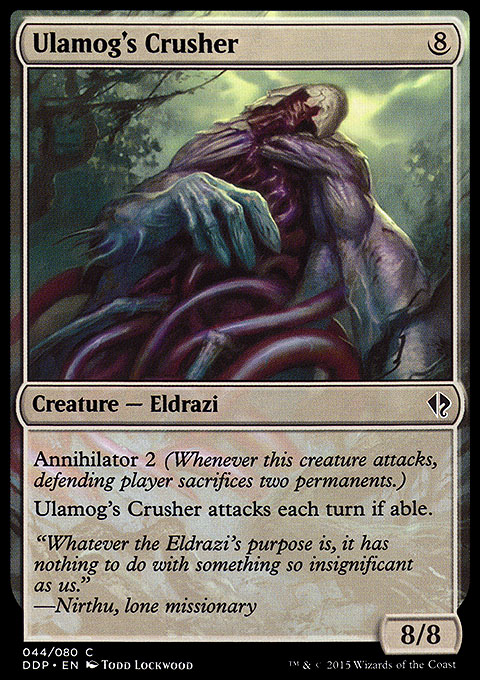 Ulamog's Crusher 8
Creature — Eldrazi
Annihilator 2 (Whenever this creature attacks,
defending player sacrifices two permanents.)
Ulamog's Crusher attacks each turn if able.
“Whatever the Eldrazi's purpose is, it has
nothing to do with something so insignificant
as us.”
—Nirthu, lone missionary
8/8
044/080 C
DDP • EN Todd Lockwood
™ & © 2015 Wizards of the Coast